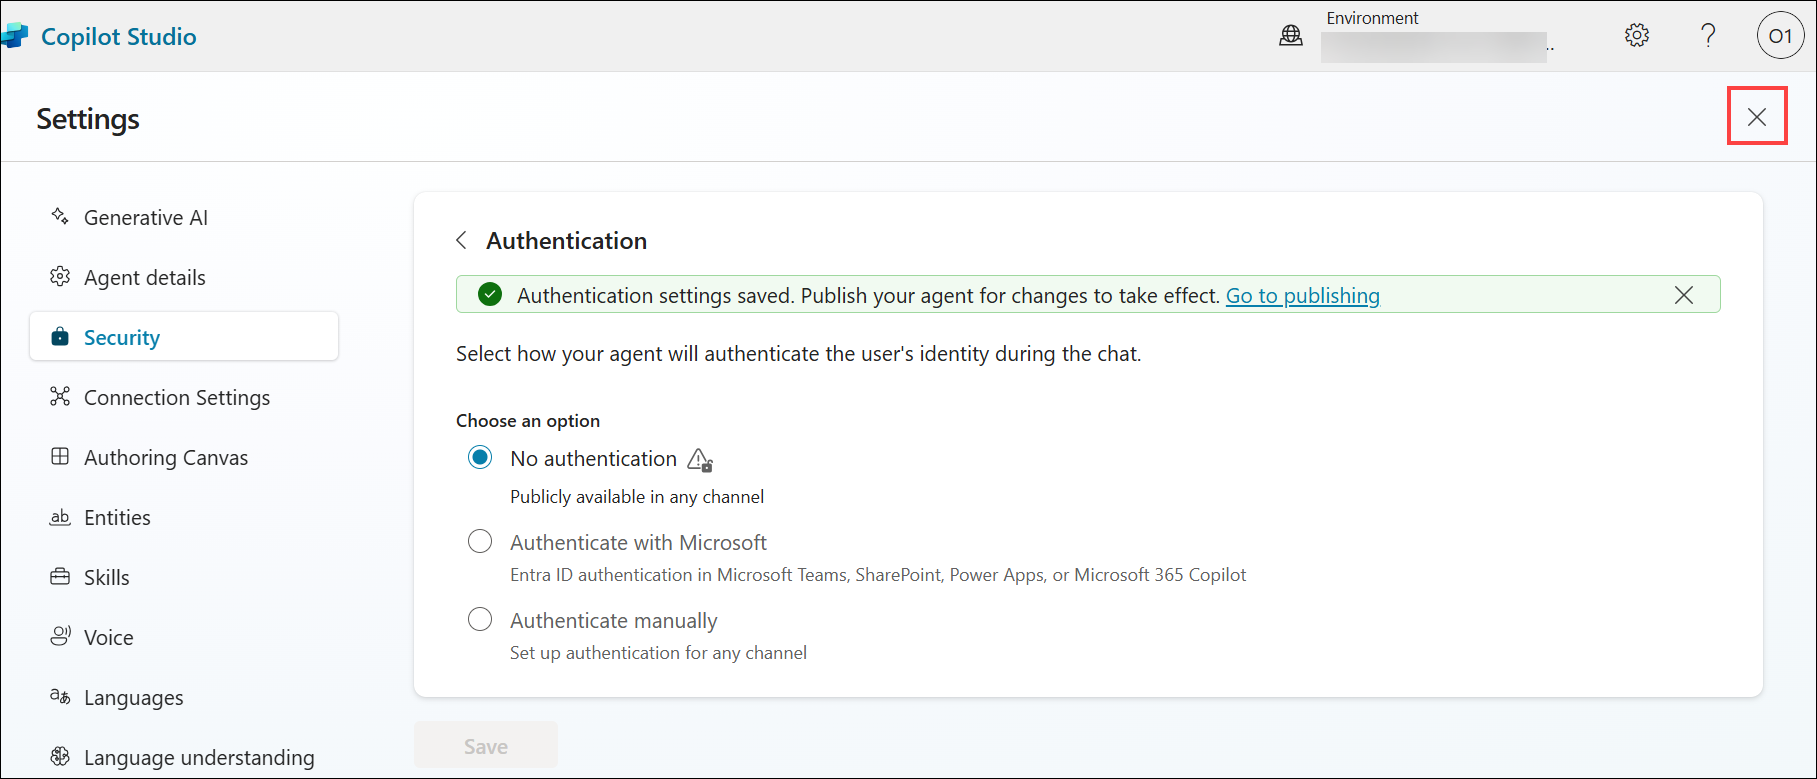 Copilot Studio
Environment
..
?
O1
Settings
Generative AI
Agent details
Security
Connection Settings
Authoring Canvas
Entities
Skills
Voice
Languages
Language understanding
Authentication
Authentication settings saved. Publish your agent for changes to take effect. Go to publishing
Select how your agent will authenticate the user's identity during the chat.
Choose an option
No authentication
Publicly available in any channel
Authenticate with Microsoft
Entra ID authentication in Microsoft Teams, SharePoint, Power Apps, or Microsoft 365 Copilot
Authenticate manually
Set up authentication for any channel
Save